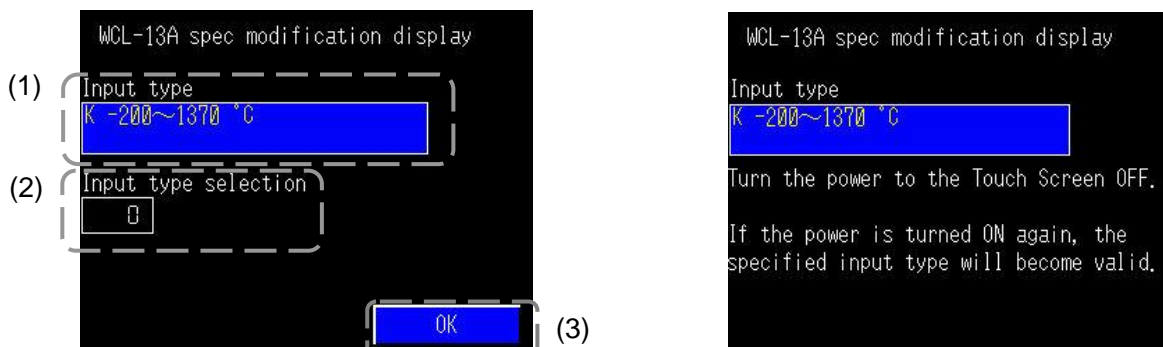 WCL-13A spec modification display
(1)
Input type
K -200～1370 °C
(2)
Input type selection
0
OK
(3)
WCL-13A spec modification display
Input type
K -200～1370 °C
Turn the power to the Touch Screen OFF.
If the power is turned ON again, the
specified input type will become valid.